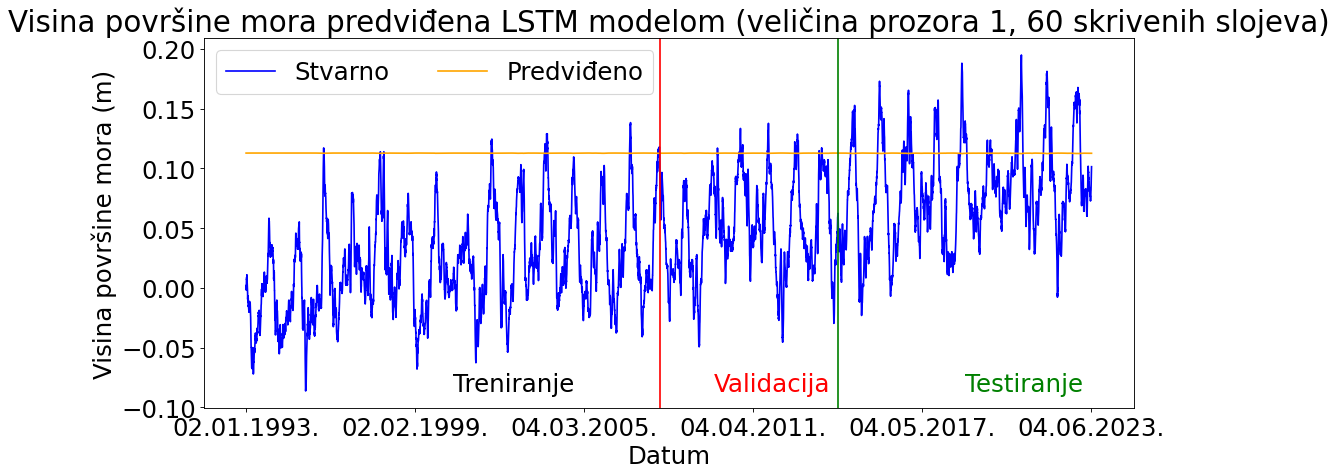 Visina površine mora predviđena LSTM modelom (veličina prozora 1, 60 skrivenih slojeva)
Stvarno
Predviđeno
Visina površine mora (m)
0.20
0.15
0.10
0.05
0.00
−0.05
−0.10
Treniranje
Validacija
Testiranje
02.01.1993.
02.02.1999.
04.03.2005.
04.04.2011.
04.05.2017.
04.06.2023.
Datum